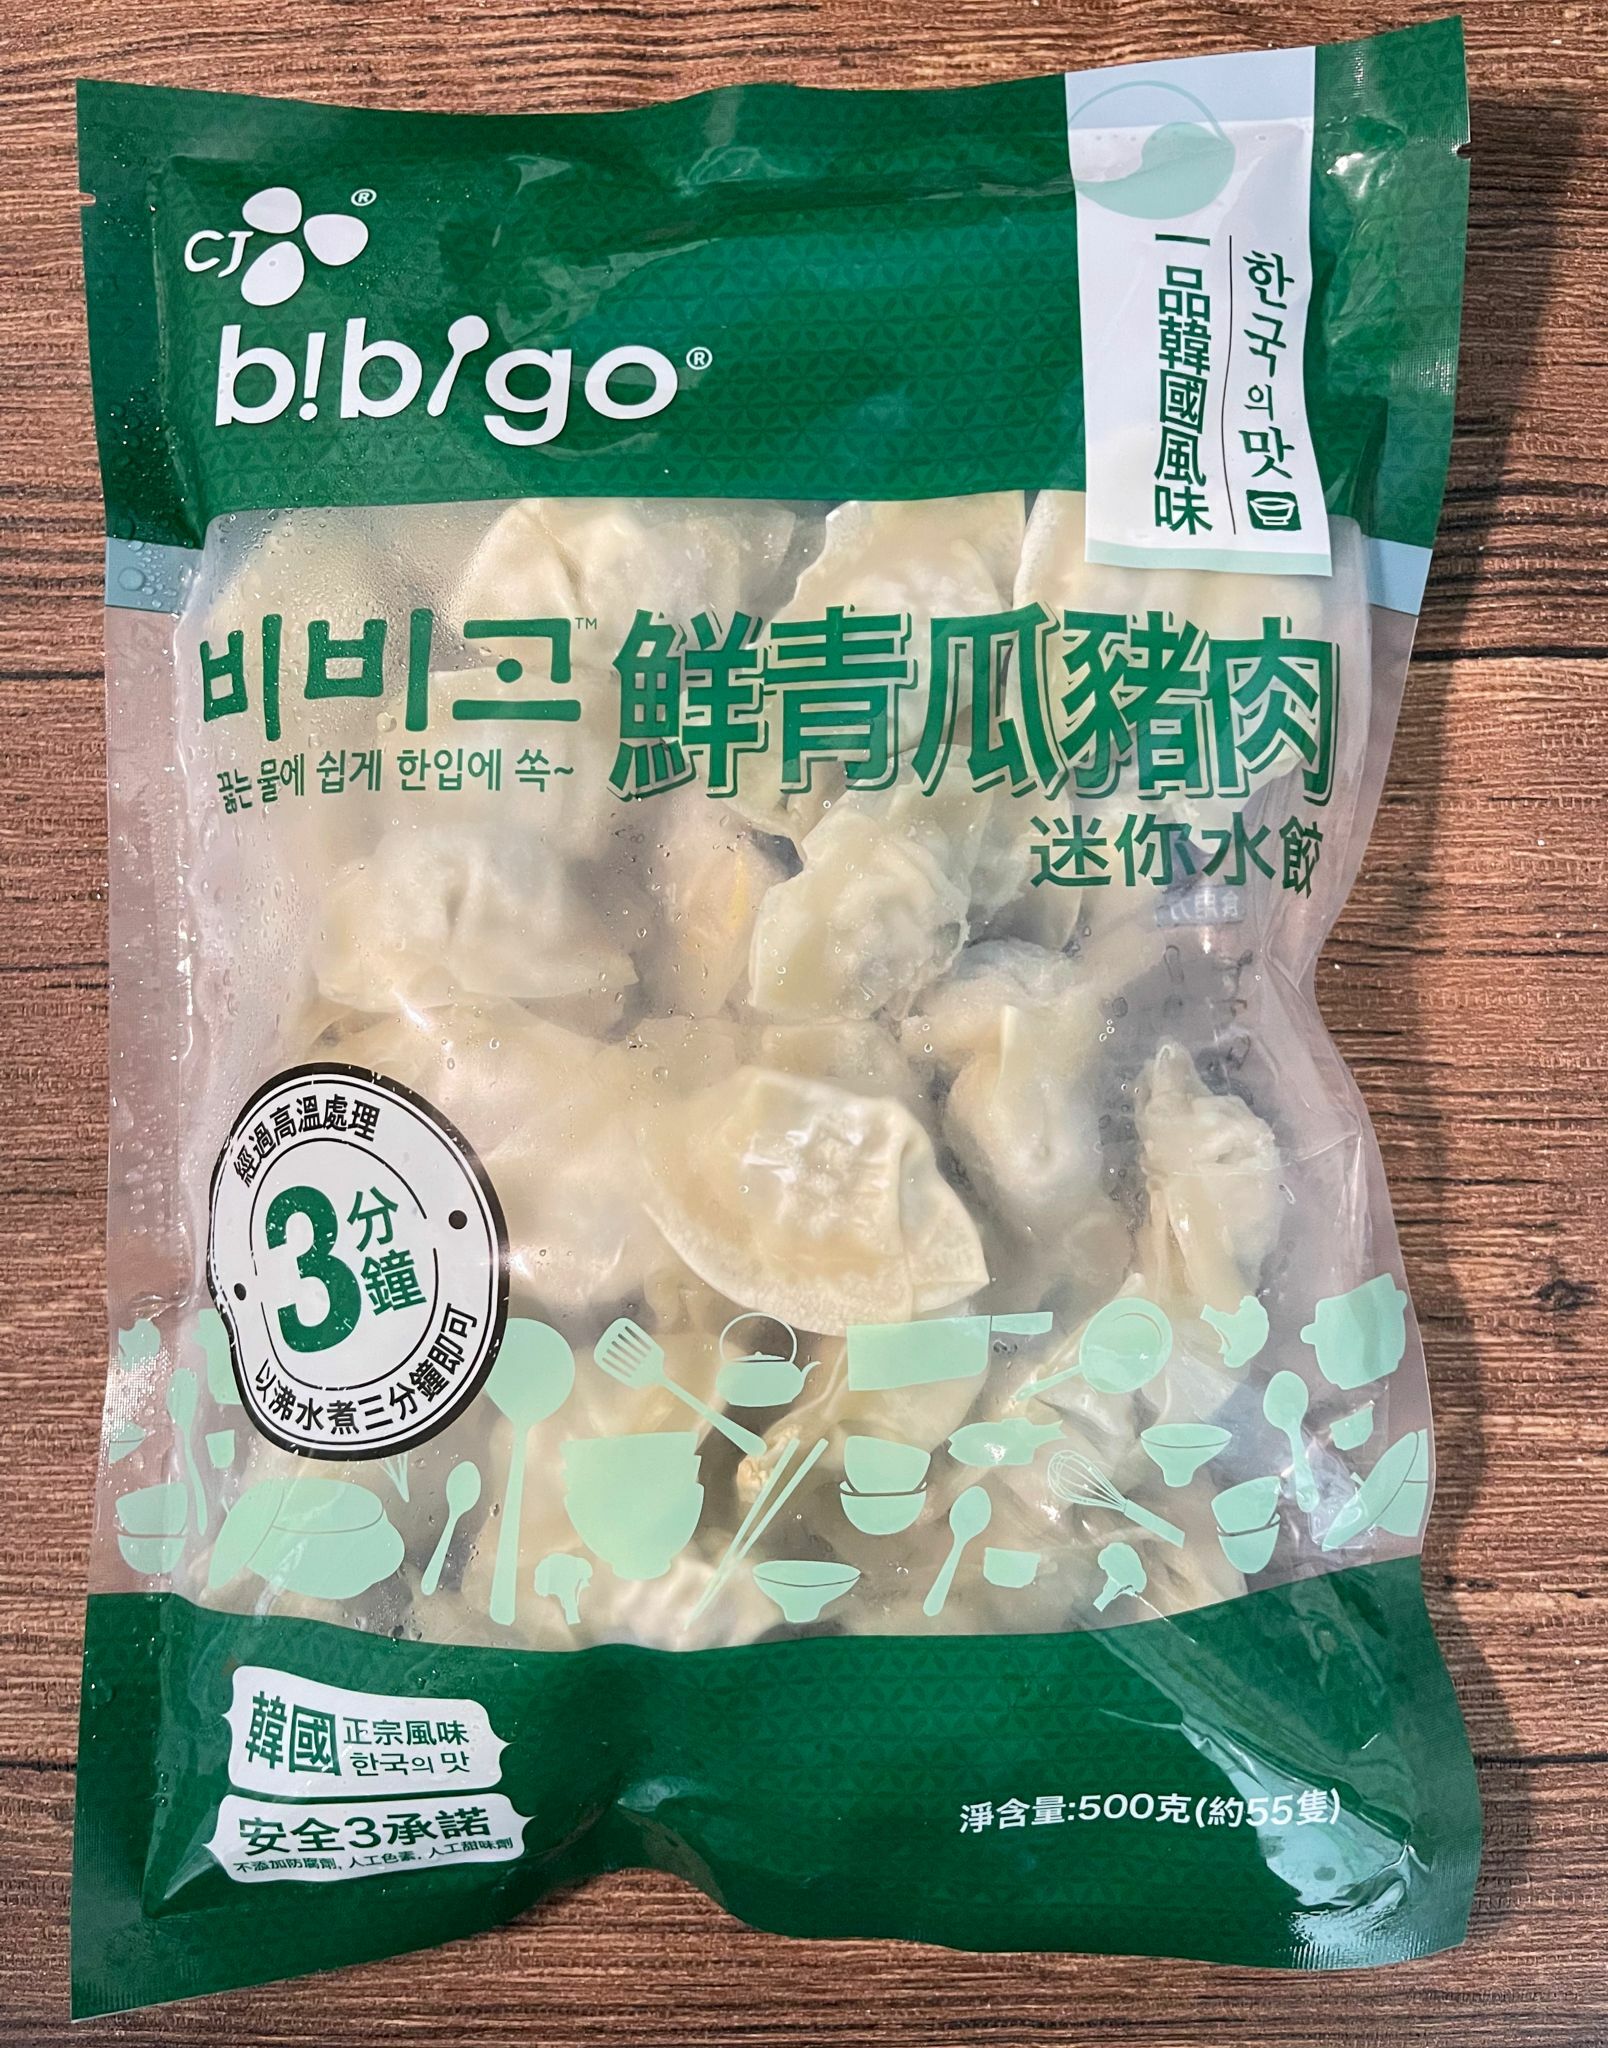 CJ®
b!b!go®
한국의 맛
一品韓國風味
비비고™
끓는 물에 쉽게 한입에 쏙~
鮮青瓜豬肉
迷你水餃
經過高溫處理
3分鐘
以沸水煮三分鐘即可
韓國 正宗風味
한국의 맛
安全3承諾
不添加防腐劑, 人工色素, 人工甜味劑
淨含量:500克(約55隻)